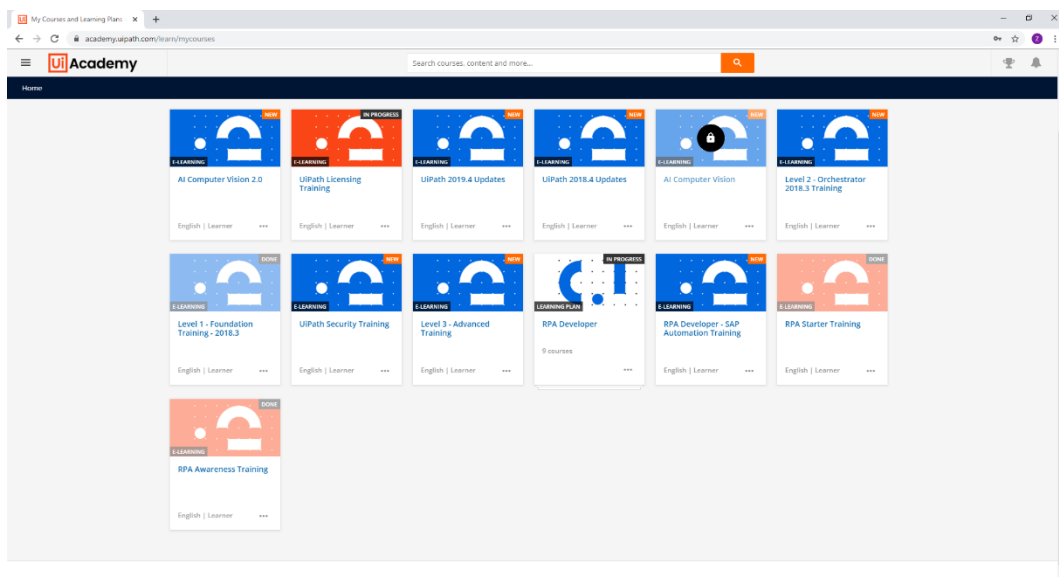 My Courses and Learning Plans
academy.uipath.com/learn/mycourses
Ui Academy
Search courses, content and more...
Home
NEW
IN PROGRESS
NEW
NEW
NEW
NEW
E-LEARNING
E-LEARNING
E-LEARNING
E-LEARNING
E-LEARNING
E-LEARNING
AI Computer Vision 2.0
UiPath Licensing
Training
UiPath 2019.4 Updates
UiPath 2018.4 Updates
AI Computer Vision
Level 2 - Orchestrator
2018.3 Training
English | Learner
English | Learner
English | Learner
English | Learner
English | Learner
English | Learner
DONE
NEW
NEW
IN PROGRESS
NEW
DONE
E-LEARNING
E-LEARNING
E-LEARNING
LEARNING PLAN
E-LEARNING
E-LEARNING
Level 1 - Foundation
Training - 2018.3
UiPath Security Training
Level 3 - Advanced
Training
RPA Developer
RPA Developer - SAP
Automation Training
RPA Starter Training
9 courses
English | Learner
English | Learner
English | Learner
English | Learner
English | Learner
DONE
E-LEARNING
RPA Awareness Training
English | Learner